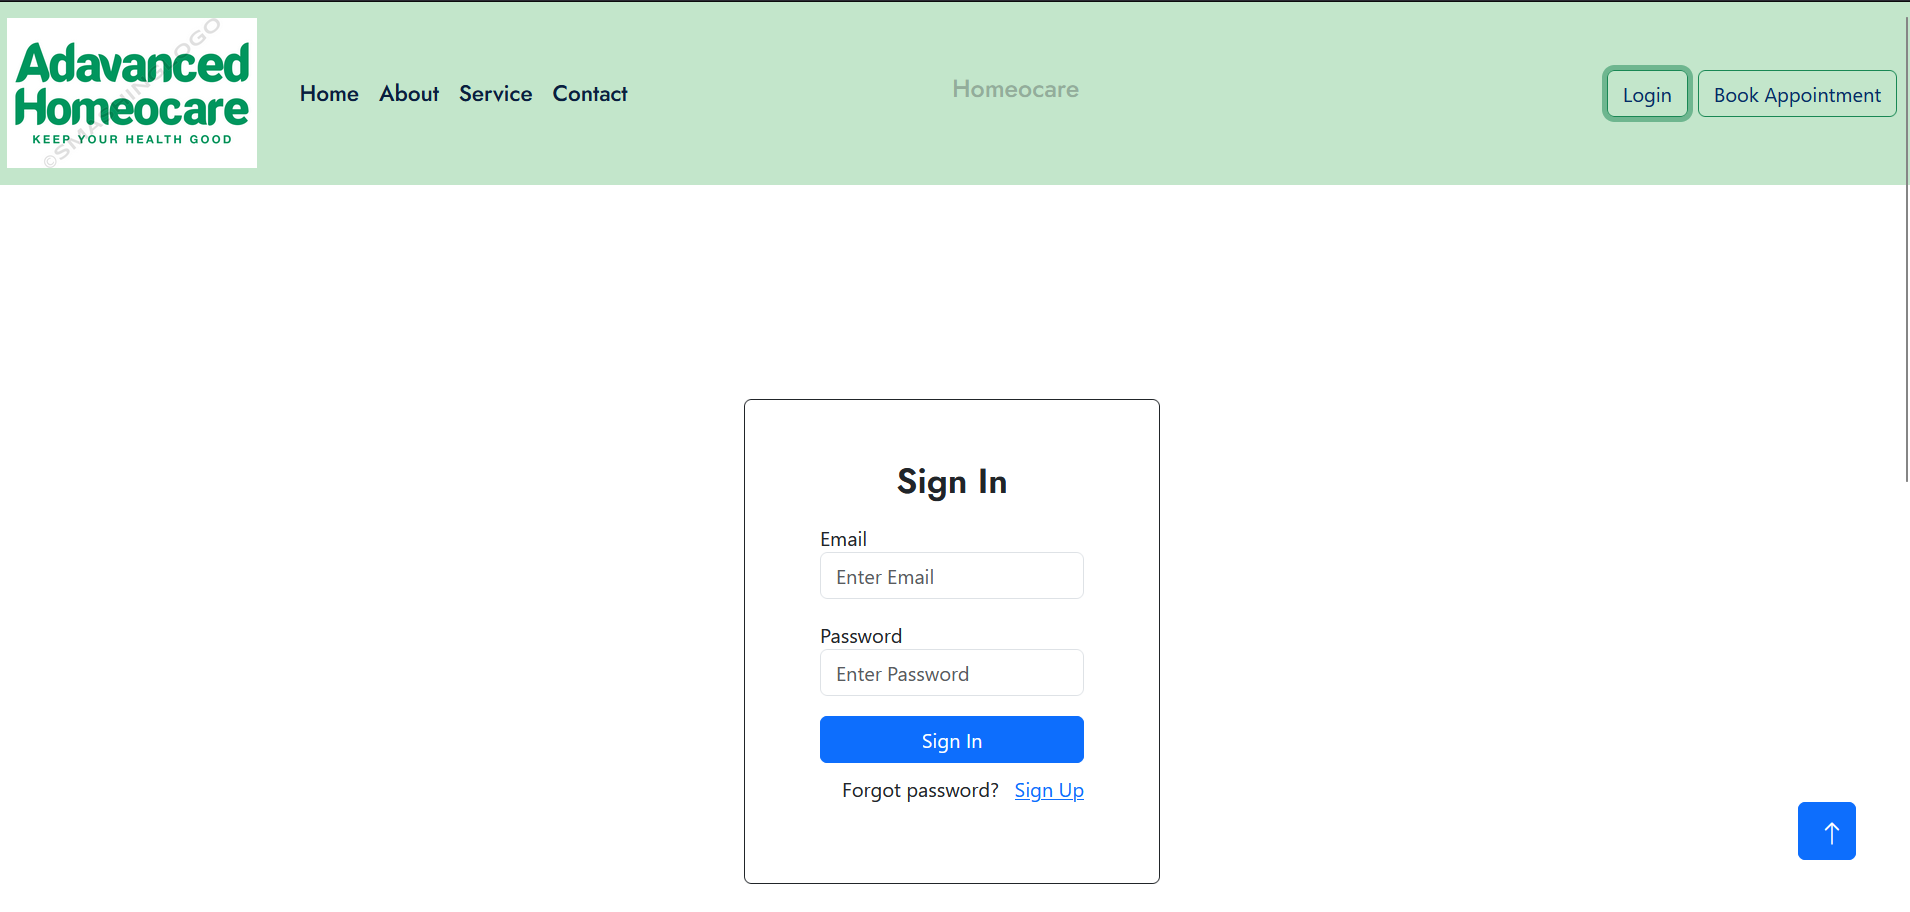 Adavanced
Homeocare
KEEP YOUR HEALTH GOOD
©SMASHINGLOGO
Home About Service Contact
Homeocare
Login Book Appointment
Sign In
Email
Enter Email
Password
Enter Password
Sign In
Forgot password? Sign Up